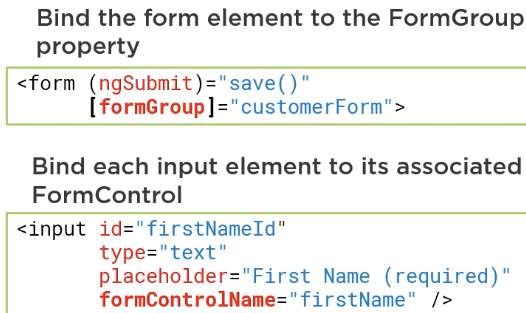 Bind the form element to the FormGroup
property
<form (ngSubmit)="save()"
[formGroup]="customerForm">
Bind each input element to its associated
FormControl
<input id="firstNameId"
type="text"
placeholder="First Name (required)"
formControlName="firstName" />